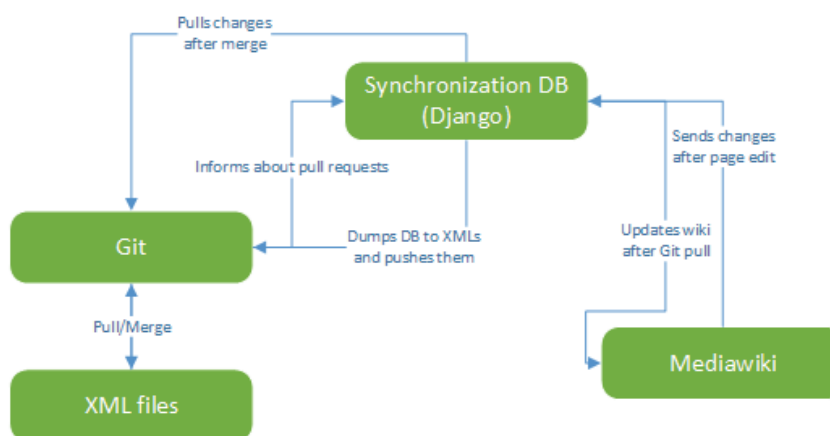 Pulls changes
after merge
Synchronization DB
(Django)
Sends changes
after page edit
Informs about pull requests
Updates wiki
after Git pull
Dumps DB to XMLs
and pushes them
Git
Pull/Merge
Mediawiki
XML files